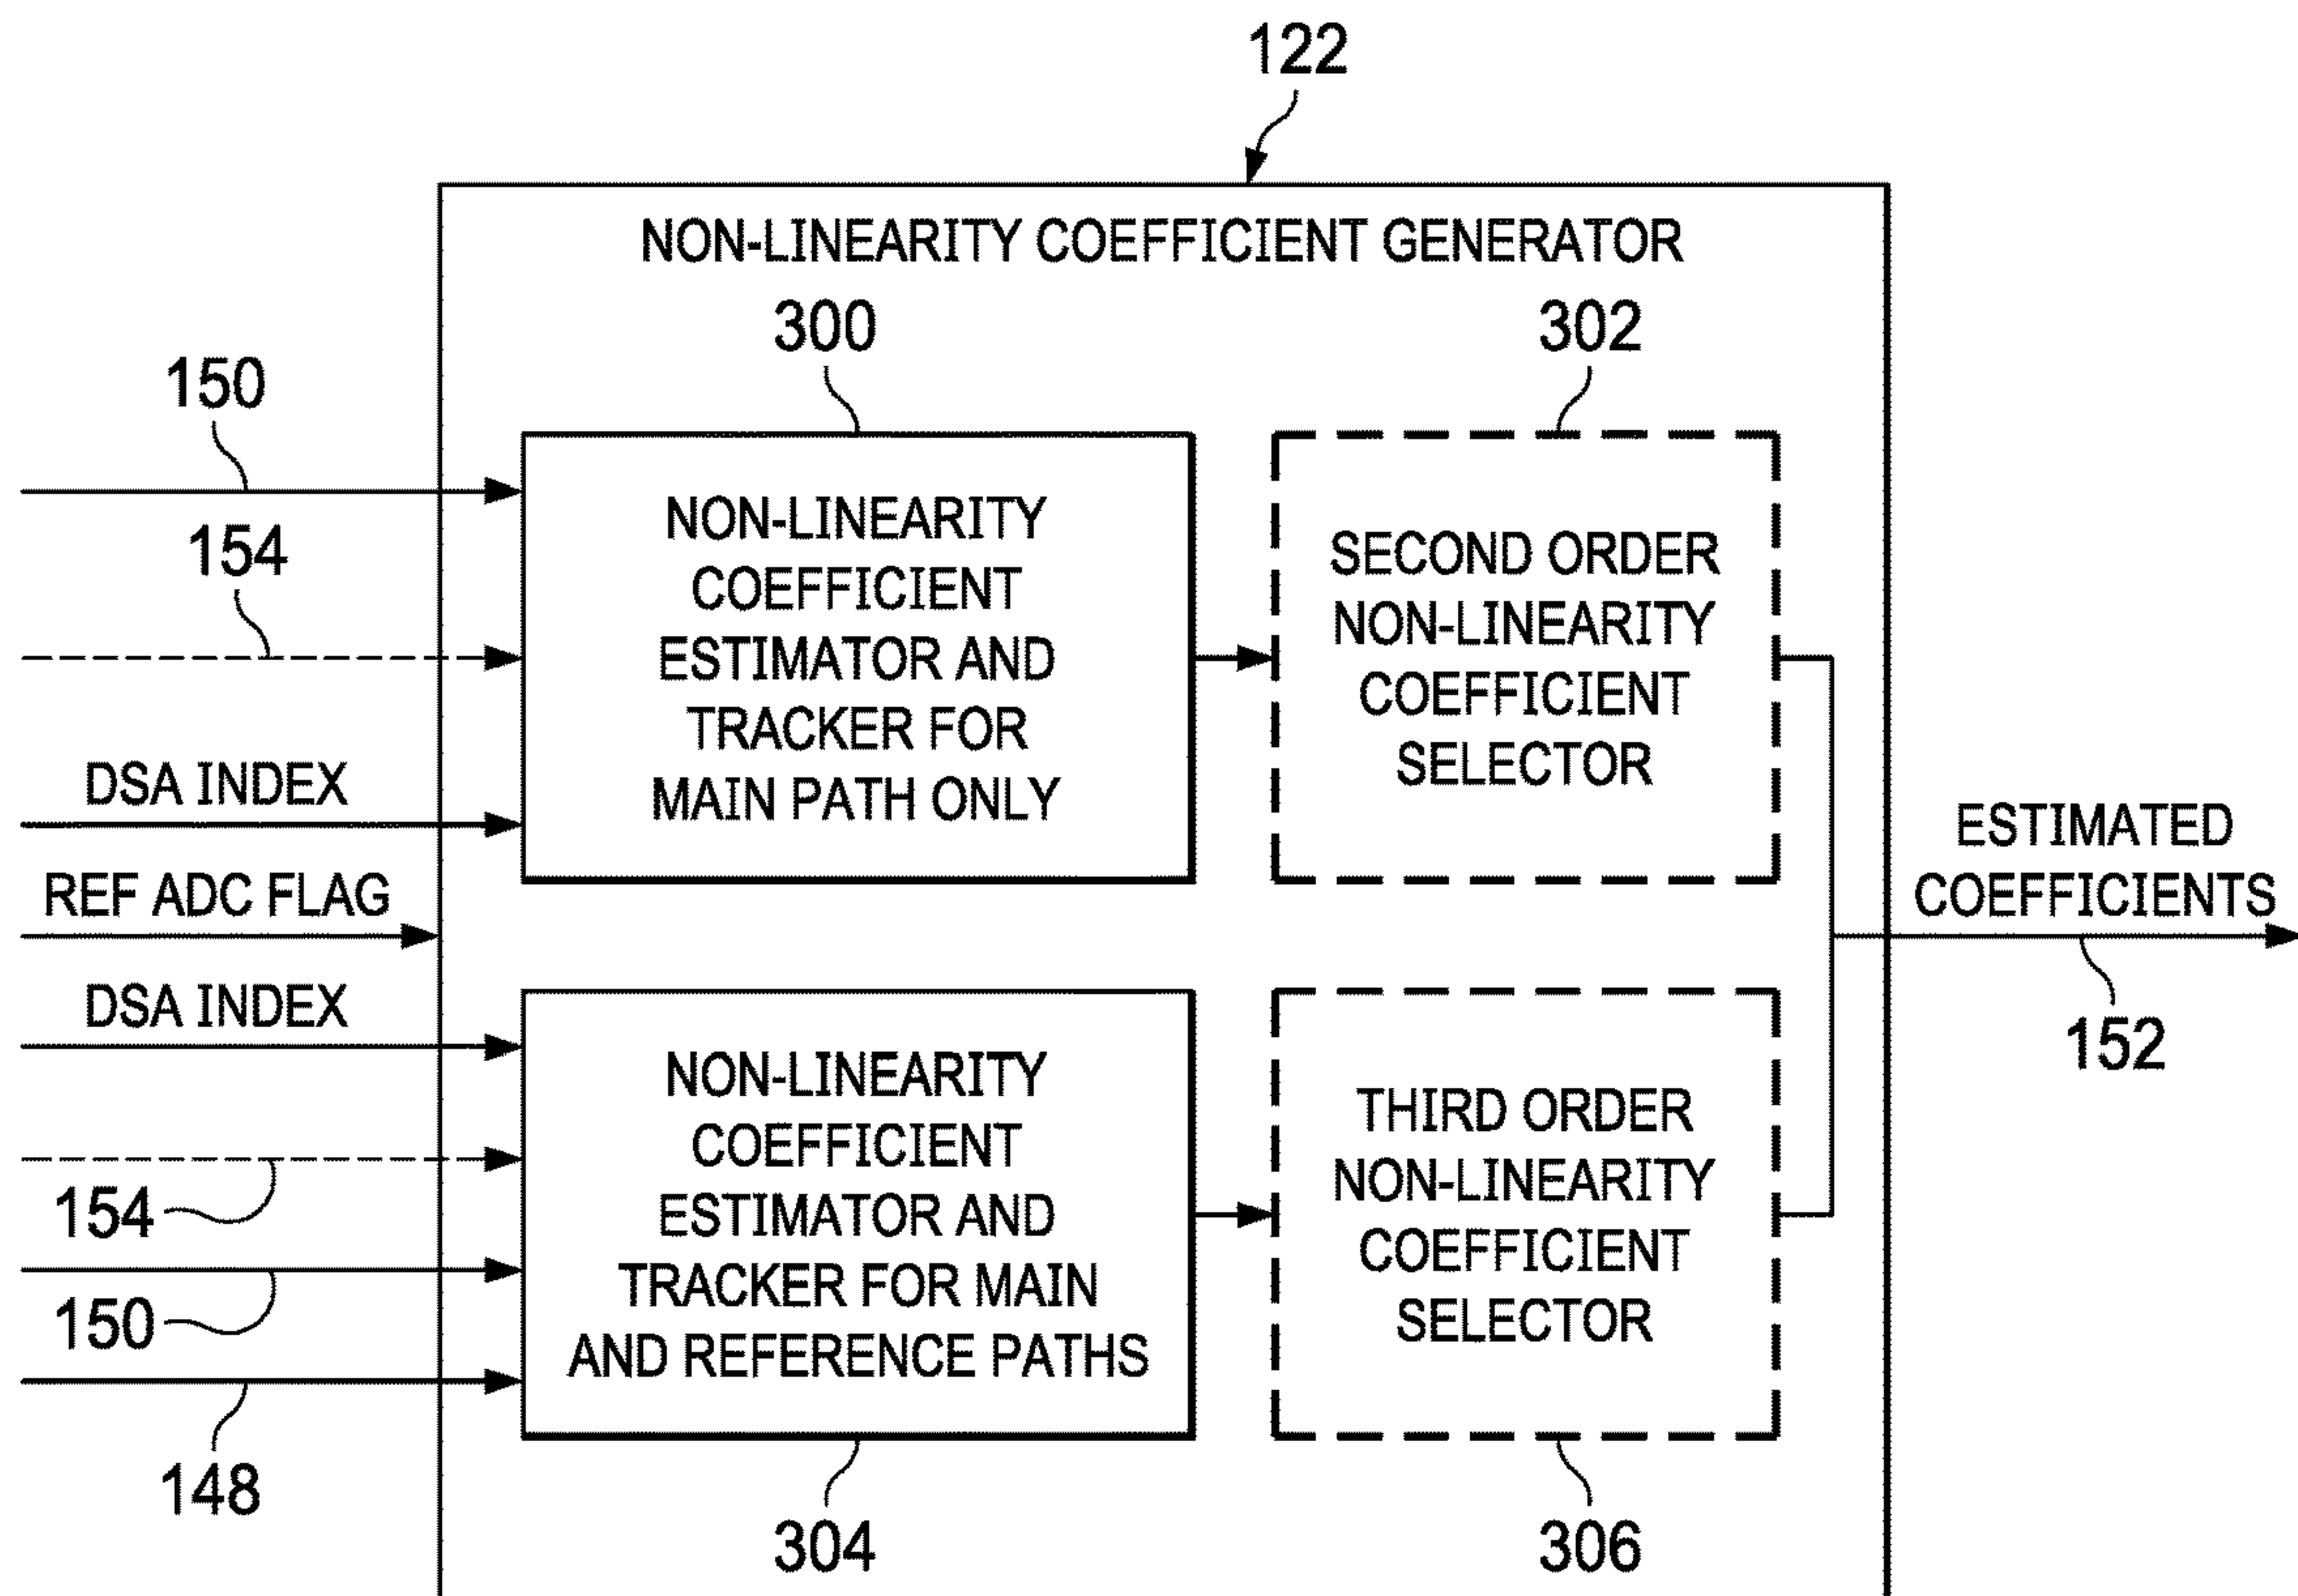 122
NON-LINEARITY COEFFICIENT GENERATOR
300
302
150
154
DSA INDEX
REF ADC FLAG
DSA INDEX
154
150
148
NON-LINEARITY
COEFFICIENT
ESTIMATOR AND
TRACKER FOR
MAIN PATH ONLY
SECOND ORDER
NON-LINEARITY
COEFFICIENT
SELECTOR
NON-LINEARITY
COEFFICIENT
ESTIMATOR AND
TRACKER FOR MAIN
AND REFERENCE PATHS
THIRD ORDER
NON-LINEARITY
COEFFICIENT
SELECTOR
ESTIMATED
COEFFICIENTS
152
304
306